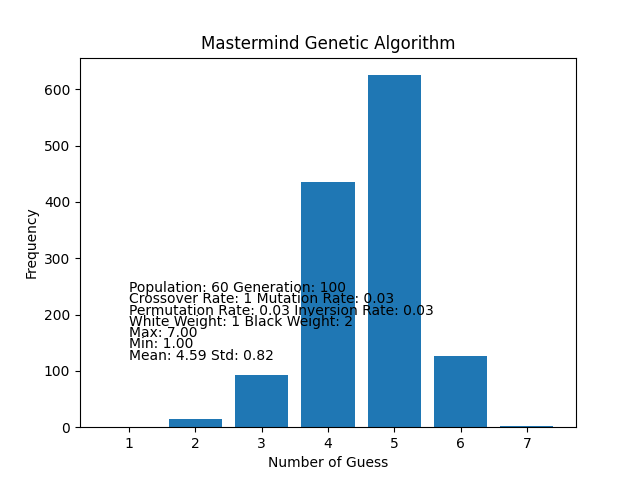 Mastermind Genetic Algorithm
600
500
400
300
200
100
0
Frequency
Population: 60 Generation: 100
Crossover Rate: 1 Mutation Rate: 0.03
Permutation Rate: 0.03 Inversion Rate: 0.03
White Weight: 1 Black Weight: 2
Max: 7.00
Min: 1.00
Mean: 4.59 Std: 0.82
1 2 3 4 5 6 7
Number of Guess